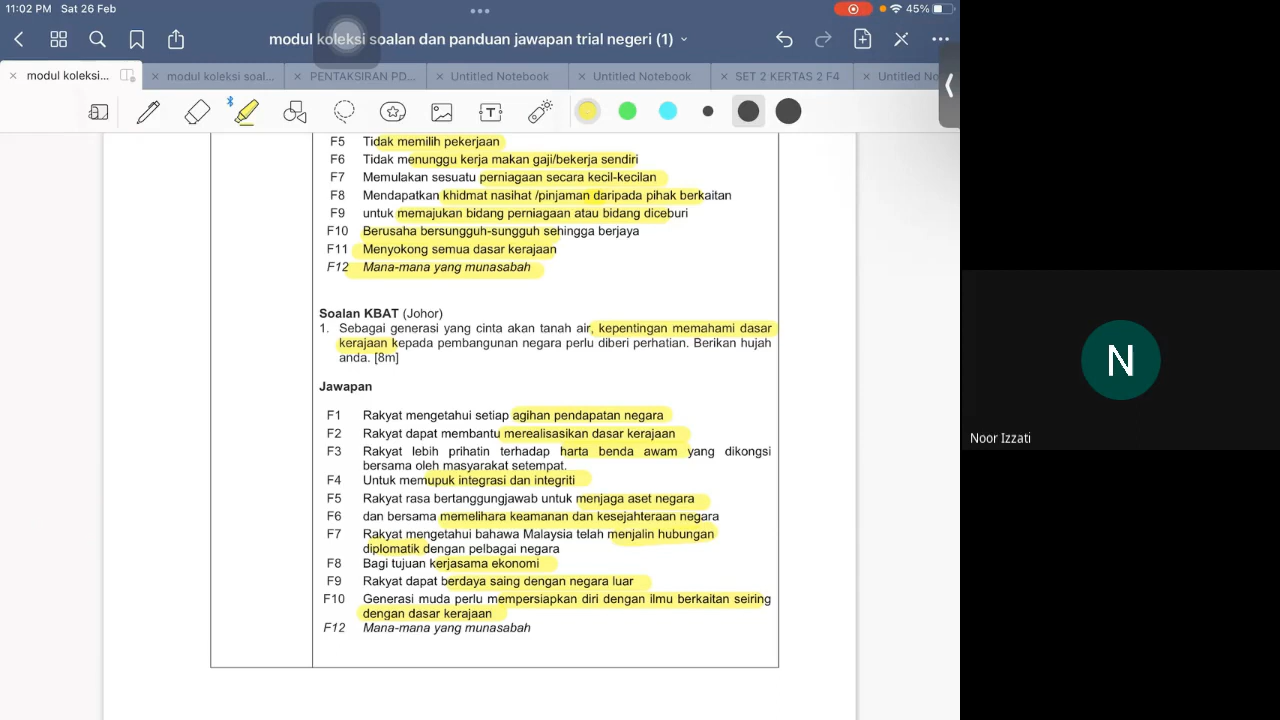 11:02 PM Sat 26 Feb
45%
modul koleksi soalan dan panduan jawapan trial negeri (1)
modul koleksi...
modul koleksi soal...
PENTAKSIRAN PD...
Untitled Notebook
Untitled Notebook
SET 2 KERTAS 2 F4
Untitled No
F5 Tidak memilih pekerjaan
F6 Tidak menunggu kerja makan gaji/bekerja sendiri
F7 Memulakan sesuatu perniagaan secara kecil-kecilan
F8 Mendapatkan khidmat nasihat /pinjaman daripada pihak berkaitan
F9 untuk memajukan bidang perniagaan atau bidang diceburi
F10 Berusaha bersungguh-sungguh sehingga berjaya
F11 Menyokong semua dasar kerajaan
F12 Mana-mana yang munasabah
Soalan KBAT (Johor)
1. Sebagai generasi yang cinta akan tanah air, kepentingan memahami dasar
kerajaan kepada pembangunan negara perlu diberi perhatian. Berikan hujah
anda. [8m]
Jawapan
F1 Rakyat mengetahui setiap agihan pendapatan negara
F2 Rakyat dapat membantu merealisasikan dasar kerajaan
F3 Rakyat lebih prihatin terhadap harta benda awam yang dikongsi
bersama oleh masyarakat setempat.
F4 Untuk memupuk integrasi dan integriti
F5 Rakyat rasa bertanggungjawab untuk menjaga aset negara
F6 dan bersama memelihara keamanan dan kesejahteraan negara
F7 Rakyat mengetahui bahawa Malaysia telah menjalin hubungan
diplomatik dengan pelbagai negara
F8 Bagi tujuan kerjasama ekonomi
F9 Rakyat dapat berdaya saing dengan negara luar
F10 Generasi muda perlu mempersiapkan diri dengan ilmu berkaitan seiring
dengan dasar kerajaan
F12 Mana-mana yang munasabah
N
Noor Izzati